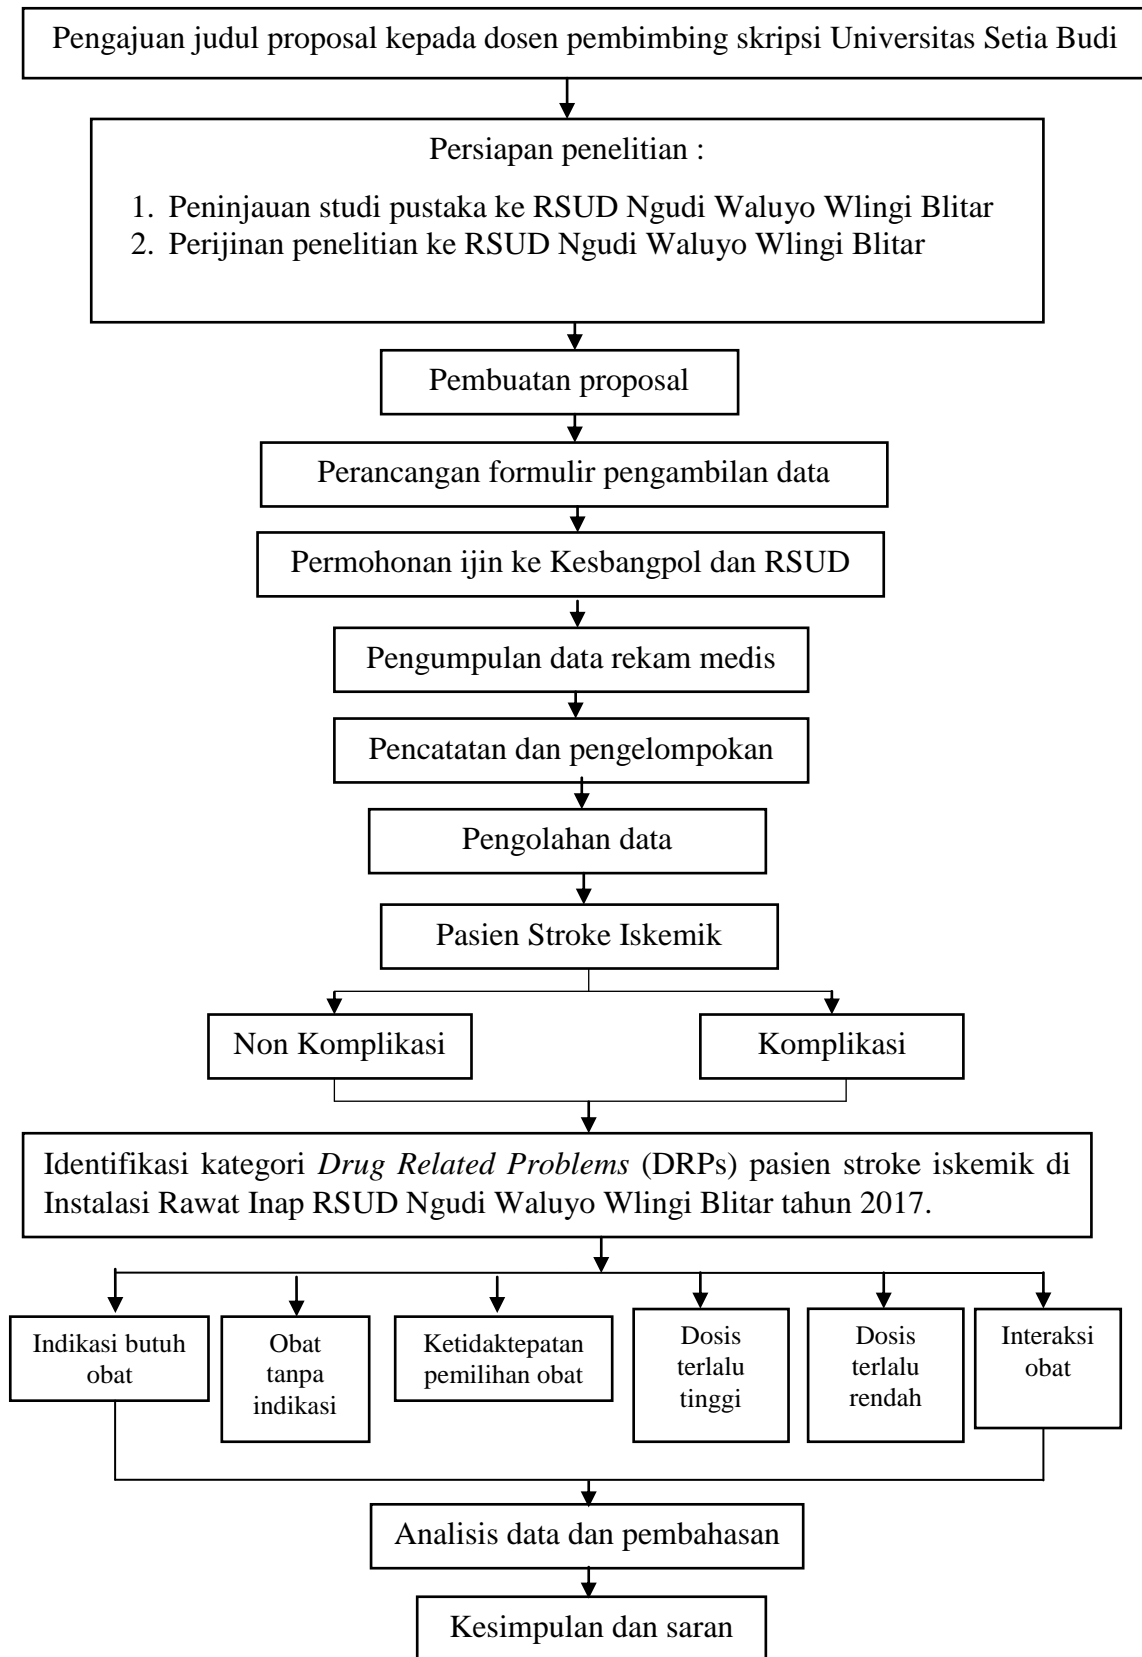 Pengajuan judul proposal kepada dosen pembimbing skripsi Universitas Setia Budi
Persiapan penelitian :
1. Peninjauan studi pustaka ke RSUD Ngudi Waluyo Wlingi Blitar
2. Perijinan penelitian ke RSUD Ngudi Waluyo Wlingi Blitar
Pembuatan proposal
Perancangan formulir pengambilan data
Permohonan ijin ke Kesbangpol dan RSUD
Pengumpulan data rekam medis
Pencatatan dan pengelompokan
Pengolahan data
Pasien Stroke Iskemik
Non Komplikasi
Komplikasi
Identifikasi kategori Drug Related Problems (DRPs) pasien stroke iskemik di
Instalasi Rawat Inap RSUD Ngudi Waluyo Wlingi Blitar tahun 2017.
Indikasi butuh
obat
Obat
tanpa
indikasi
Ketidaktepatan
pemilihan obat
Dosis
terlalu
tinggi
Dosis
terlalu
rendah
Interaksi
obat
Analisis data dan pembahasan
Kesimpulan dan saran